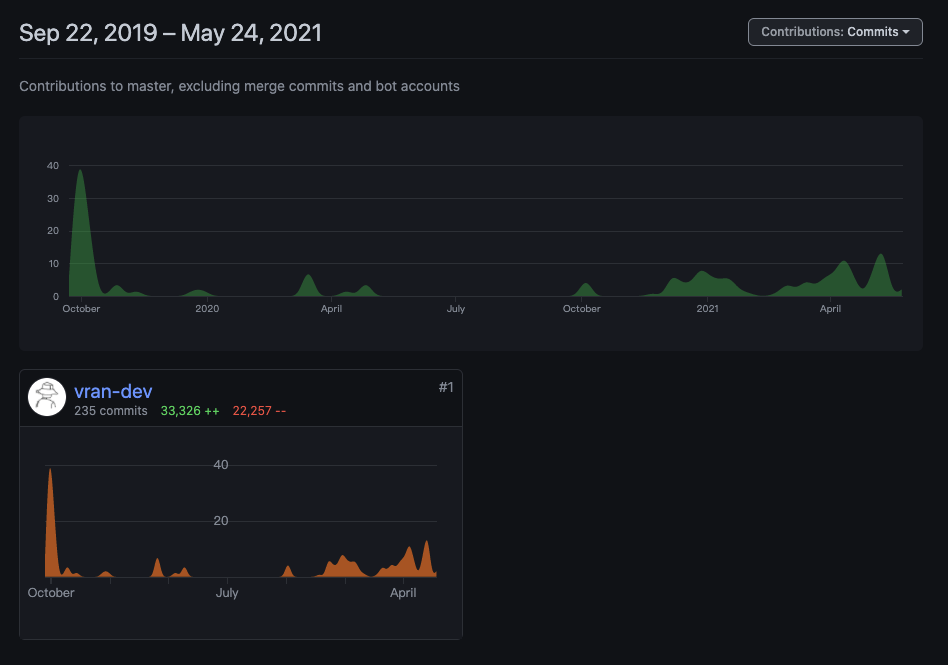 Sep 22, 2019 – May 24, 2021
Contributions: Commits
Contributions to master, excluding merge commits and bot accounts
40
30
20
10
0
October 2020 April July October 2021 April
vran-dev
#1
235 commits 33,326 ++ 22,257 --
40
20
October July April